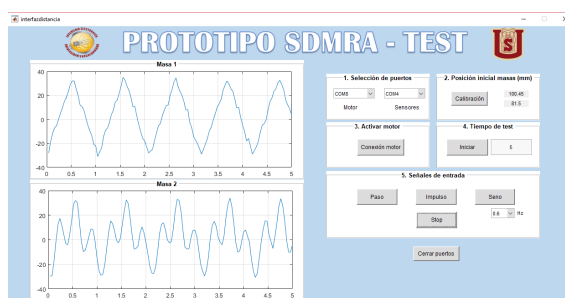 interfazdistancia
PROTOTIPO SDMRA - TEST
Masa 1
40
20
0
-20
-40
0 0.5 1 1.5 2 2.5 3 3.5 4 4.5 5
Masa 2
40
20
0
-20
-40
0 0.5 1 1.5 2 2.5 3 3.5 4 4.5 5
1. Selección de puertos
COM8 COM4
Motor Sensores
2. Posición inicial masas (mm)
Calitración
100.45
81.5
3. Activar motor
Conexión motor
4. Tiempo de test
Iniciar 5
5. Señales de entrada
Paso Impulso Seno
Stop 0.8 Hz
Cerrar puertos